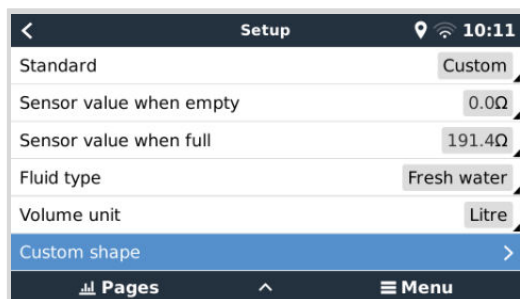 Setup 10:11
Standard Custom
Sensor value when empty 0.0Ω
Sensor value when full 191.4Ω
Fluid type Fresh water
Volume unit Litre
Custom shape
Pages Menu